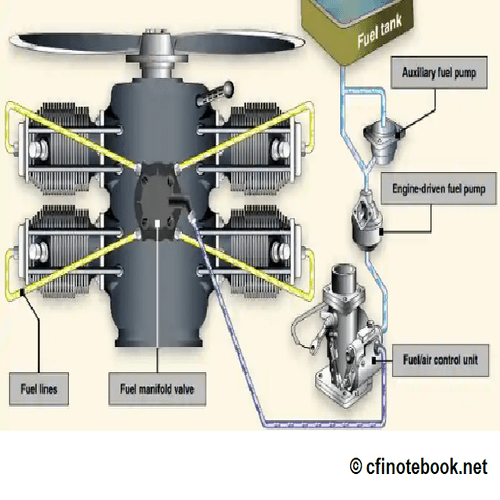 Fuel tank
Auxiliary fuel pump
Engine-driven fuel pump
Fuel/air control unit
Fuel lines
Fuel manifold valve
© cfinotebook.net